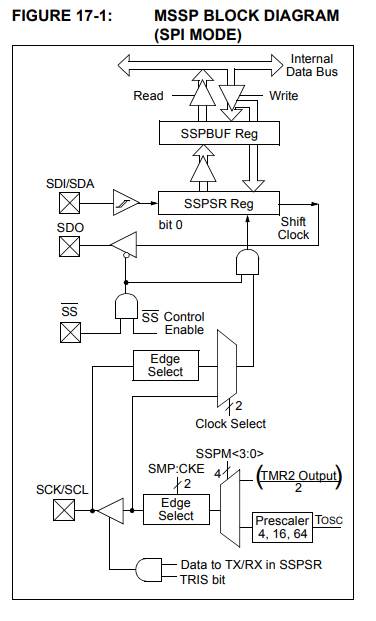 FIGURE 17-1: MSSP BLOCK DIAGRAM
(SPI MODE)
Internal
Data Bus
Read
Write
SSPBUF Reg
SDI/SDA
SSPSR Reg
SDO
bit 0
Shift
Clock
SS
SS Control
Enable
Edge
Select
2
Clock Select
SSPM<3:0>
SMP:CKE
4
(TMR2 Output)
2
2
SCK/SCL
Edge
Select
Prescaler
4, 16, 64
TOSC
Data to TX/RX in SSPSR
TRIS bit